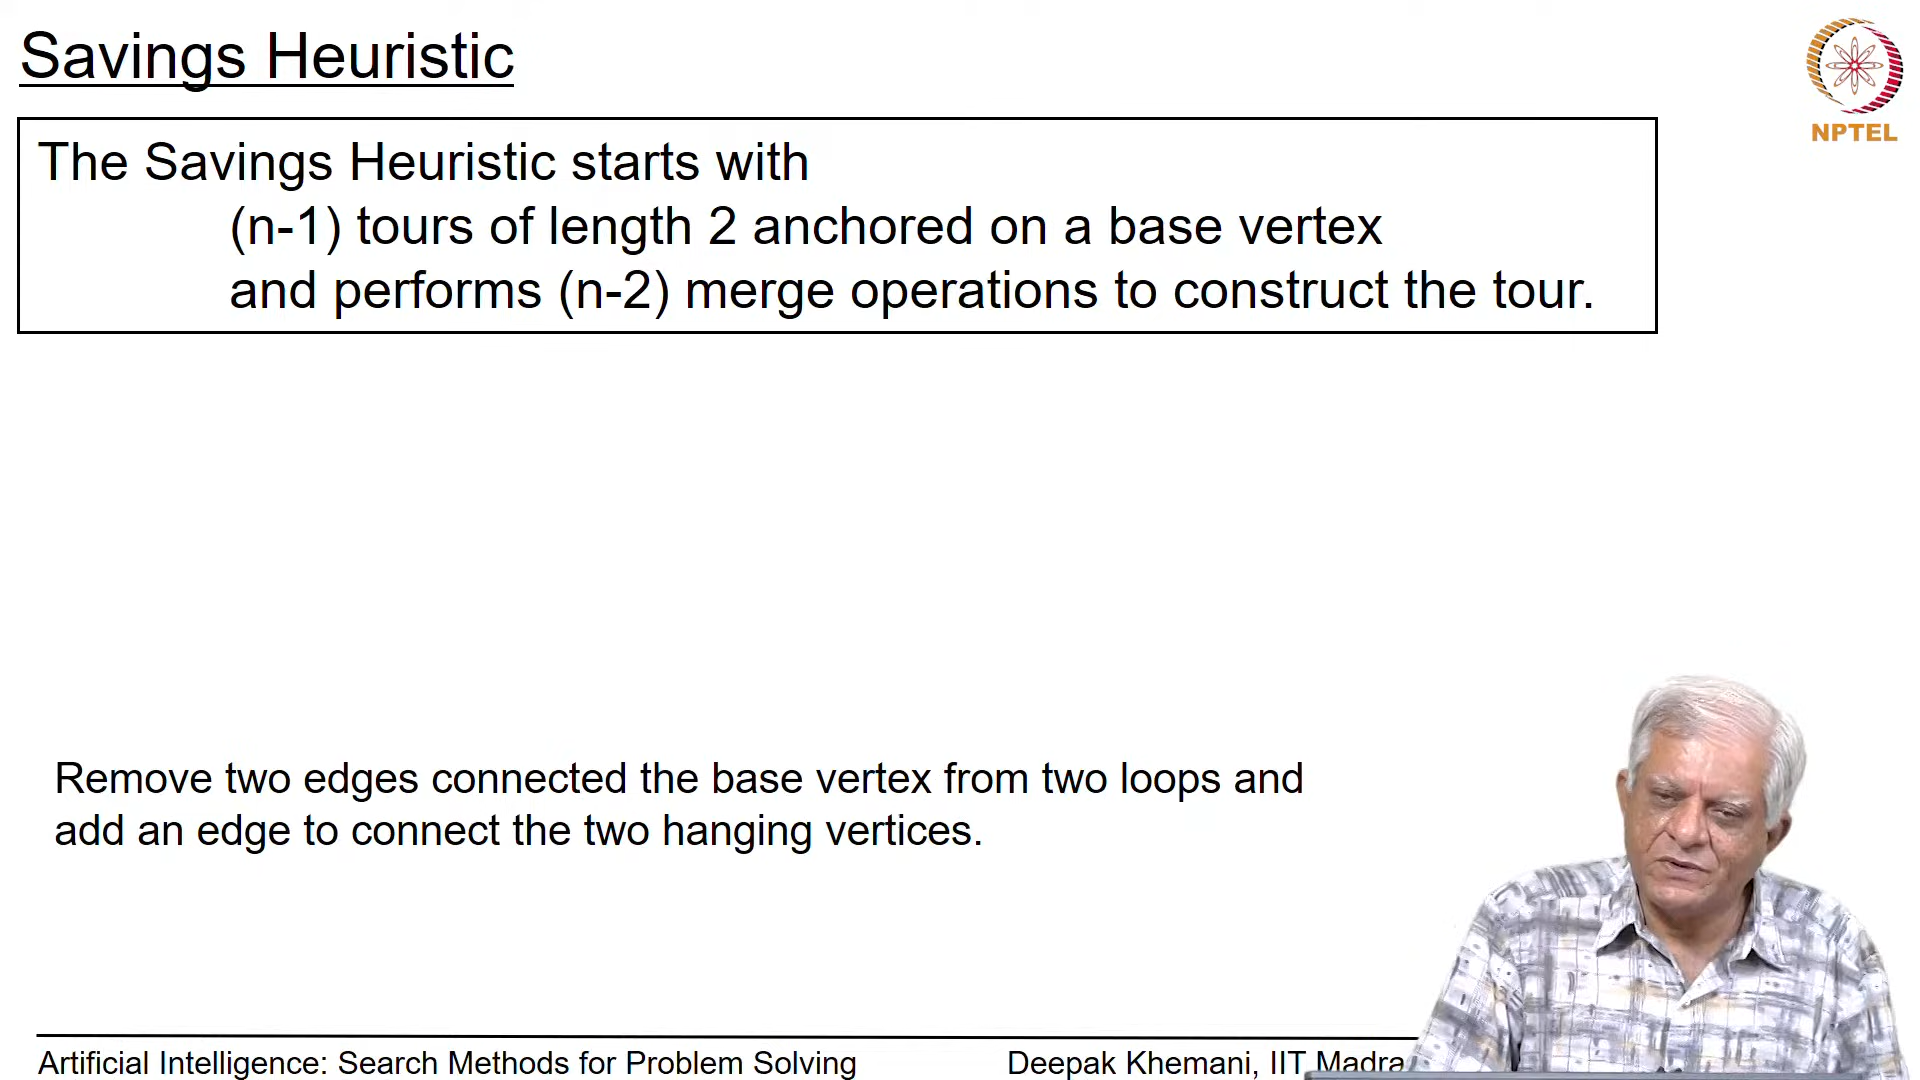 Savings Heuristic
NPTEL
The Savings Heuristic starts with
(n-1) tours of length 2 anchored on a base vertex
and performs (n-2) merge operations to construct the tour.
Remove two edges connected the base vertex from two loops and
add an edge to connect the two hanging vertices.
Artificial Intelligence: Search Methods for Problem Solving
Deepak Khemani, IIT Madra